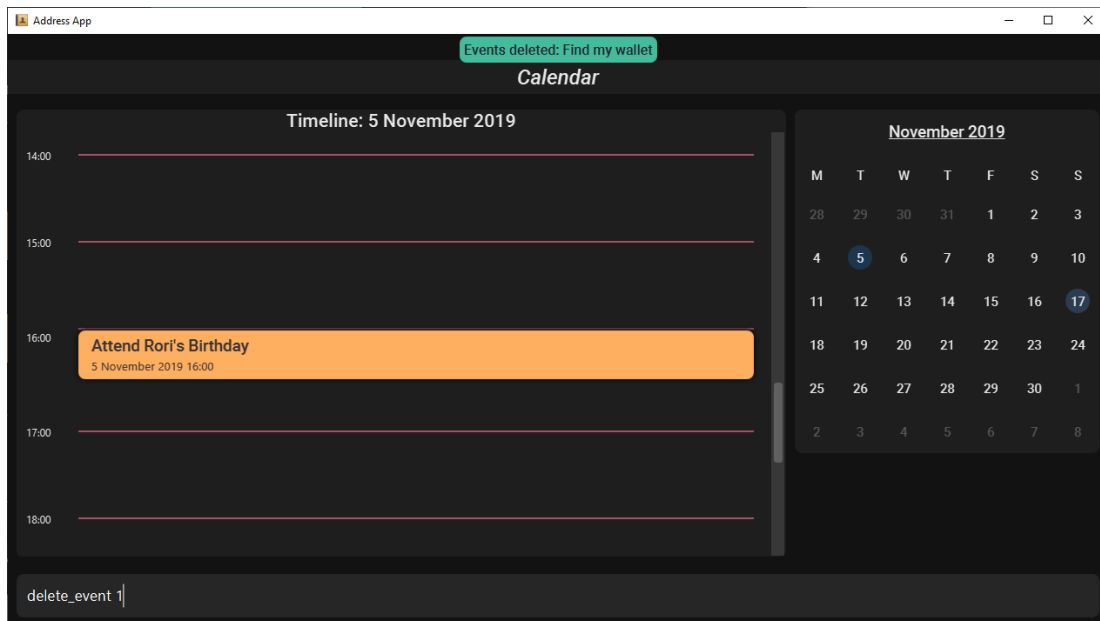 Address App
Events deleted: Find my wallet
Calendar
Timeline: 5 November 2019
14:00
15:00
16:00
Attend Rori's Birthday
5 November 2019 16:00
17:00
18:00
November 2019
M T W T F S S
28 29 30 31 1 2 3
4 5 6 7 8 9 10
11 12 13 14 15 16 17
18 19 20 21 22 23 24
25 26 27 28 29 30 1
2 3 4 5 6 7 8
delete_event 1